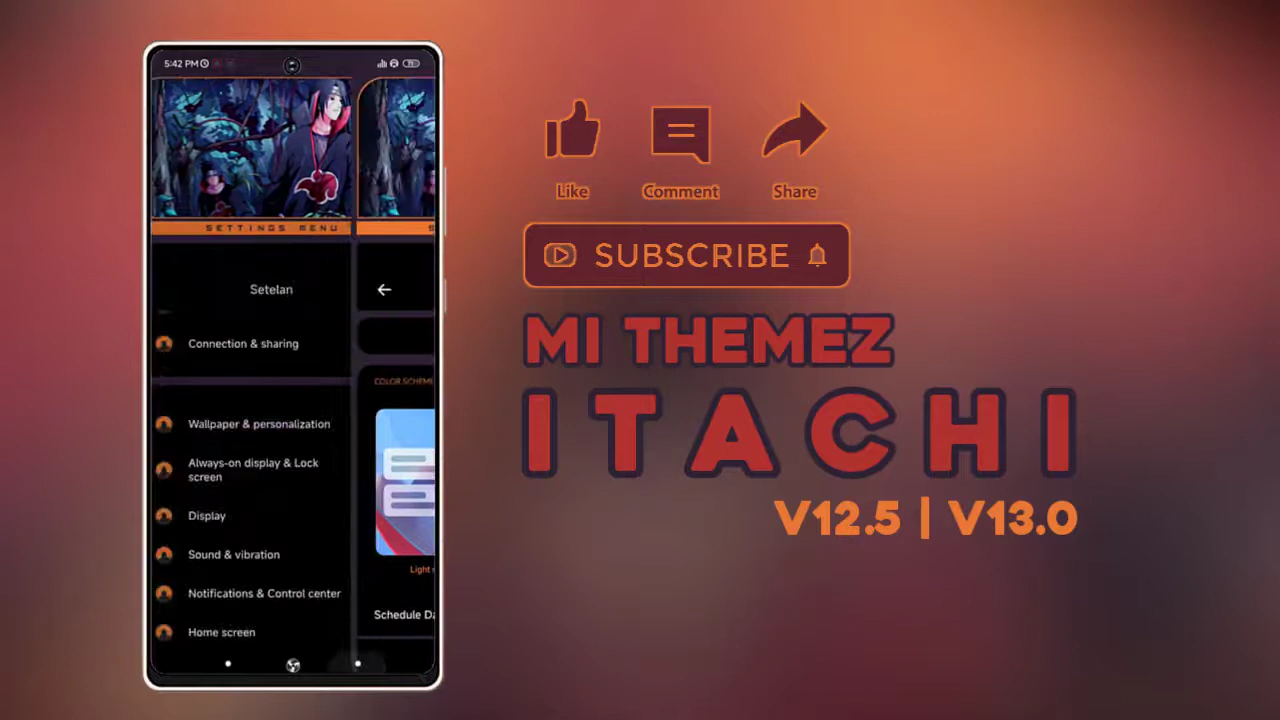 5:42 PM
SETTINGS MENU
Setelan
Connection & sharing
Wallpaper & personalization
Always-on display & Lock
screen
Display
Sound & vibration
Notifications & Control center
Home screen
COLOR SCHEME
Light
Schedule Da
Like
Comment
Share
SUBSCRIBE
MI THEMEZ
ITACHI
V12.5 | V13.0